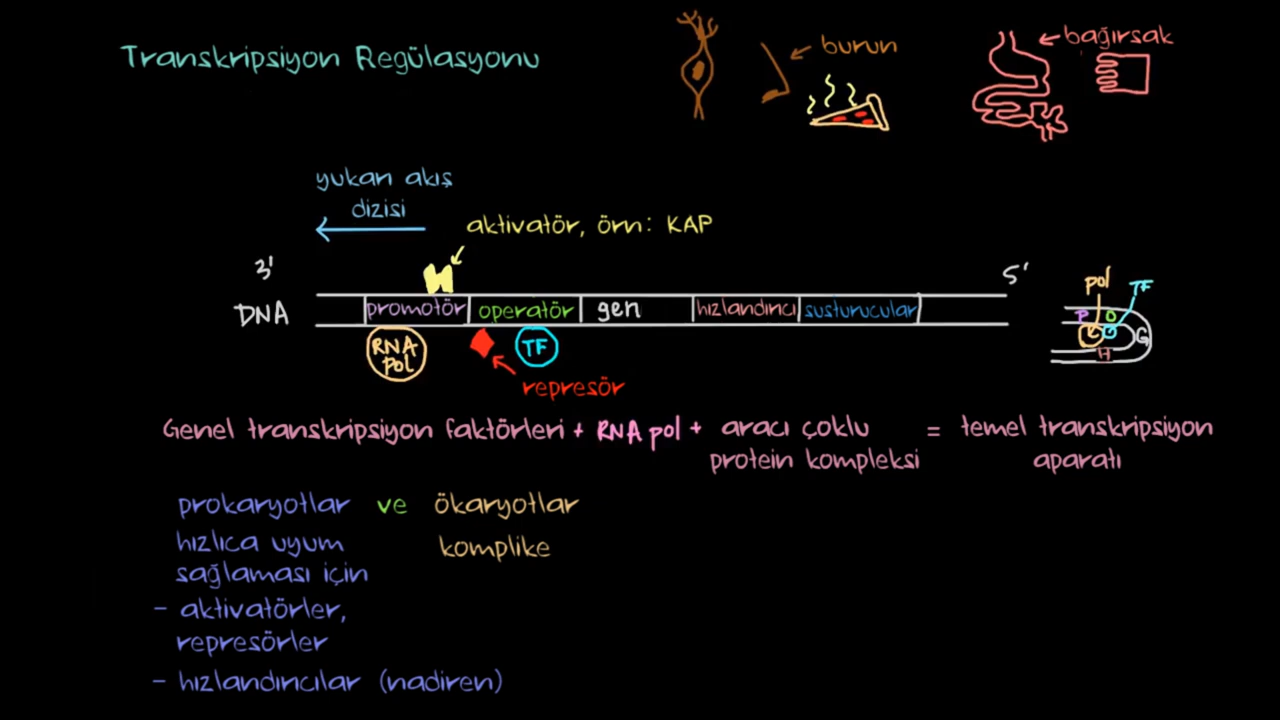 Transkripsiyon Regülasyonu
burun
bağırsak
yukarı akış
dizisi
aktivatör, örn: KAP
3'
5'
DNA
promotör
operatör
gen
hızlandırıcı
susturucular
RNA
pol
TF
represör
pol
TF
P
O
G
H
Genel transkripsiyon faktörleri + RNA pol + aracı çoklu = temel transkripsiyon
protein kompleksi
aparatı
prokaryotlar ve ökaryotlar
hızlıca uyum
komplike
sağlaması için
- aktivatörler,
represörler
- hızlandırıcılar (nadiren)